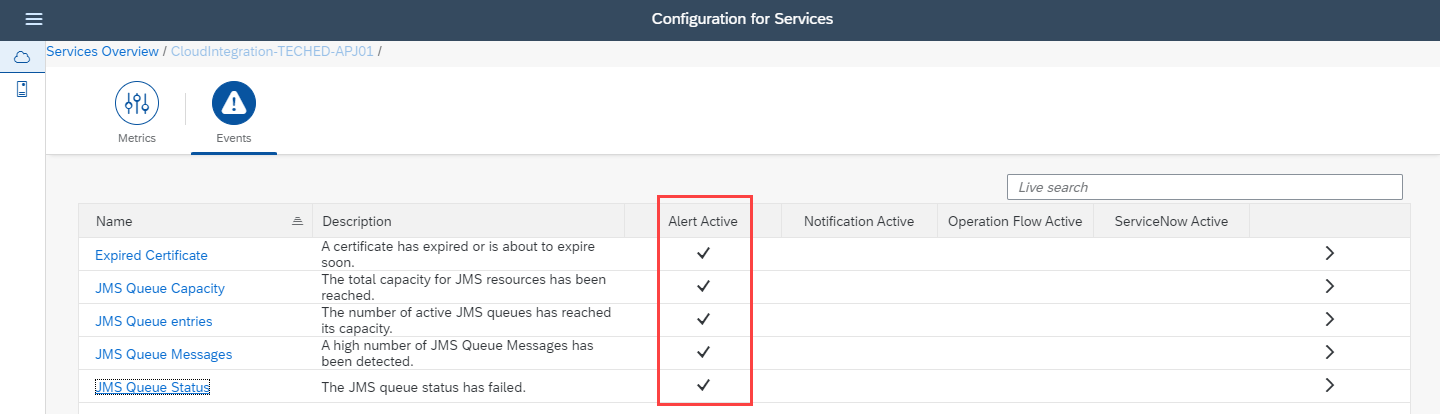 Configuration for Services
Services Overview / CloudIntegration-TECHED-APJ01 /
Metrics
Events
Live search
Name
Description
Alert Active
Notification Active
Operation Flow Active
ServiceNow Active
Expired Certificate
A certificate has expired or is about to expire
soon.
JMS Queue Capacity
The total capacity for JMS resources has been
reached.
JMS Queue entries
The number of active JMS queues has reached
its capacity.
JMS Queue Messages
A high number of JMS Queue Messages has
been detected.
JMS Queue Status
The JMS queue status has failed.